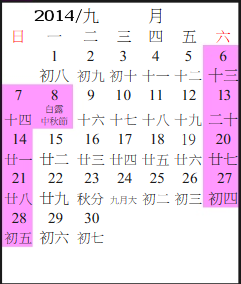 2014/九 月
日 一 二 三 四 五 六
1 2 3 4 5 6
初八 初九 初十 十一 十二 十三
7 8 9 10 11 12 13
十四 白露 中秋節 十六 十七 十八 十九 二十
14 15 16 17 18 19 20
廿一 廿二 廿三 廿四 廿五 廿六 廿七
21 22 23 24 25 26 27
廿八 廿九 秋分 九月大 初二 初三 初四
28 29 30
初五 初六 初七